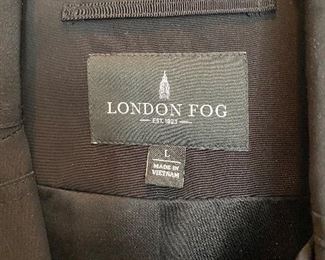 LONDON FOG
EST. 1923
L
MADE IN
VIETNAM